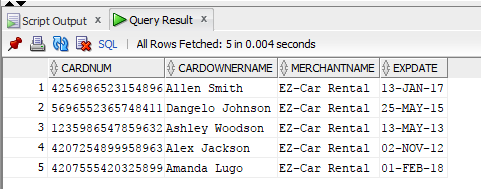 Script Output x Query Result x
SQL | All Rows Fetched: 5 in 0.004 seconds
CARDNUM CARDOWNERNAME MERCHANTNAME EXPDATE
1 4256986523154896 Allen Smith EZ-Car Rental 13-JAN-17
2 5696552365748411 Dangelo Johnson EZ-Car Rental 25-MAY-15
3 1235986547859632 Ashley Woodson EZ-Car Rental 13-MAY-13
4 4207254899958963 Alex Jackson EZ-Car Rental 02-NOV-12
5 4207555420325899 Amanda Lugo EZ-Car Rental 01-FEB-18